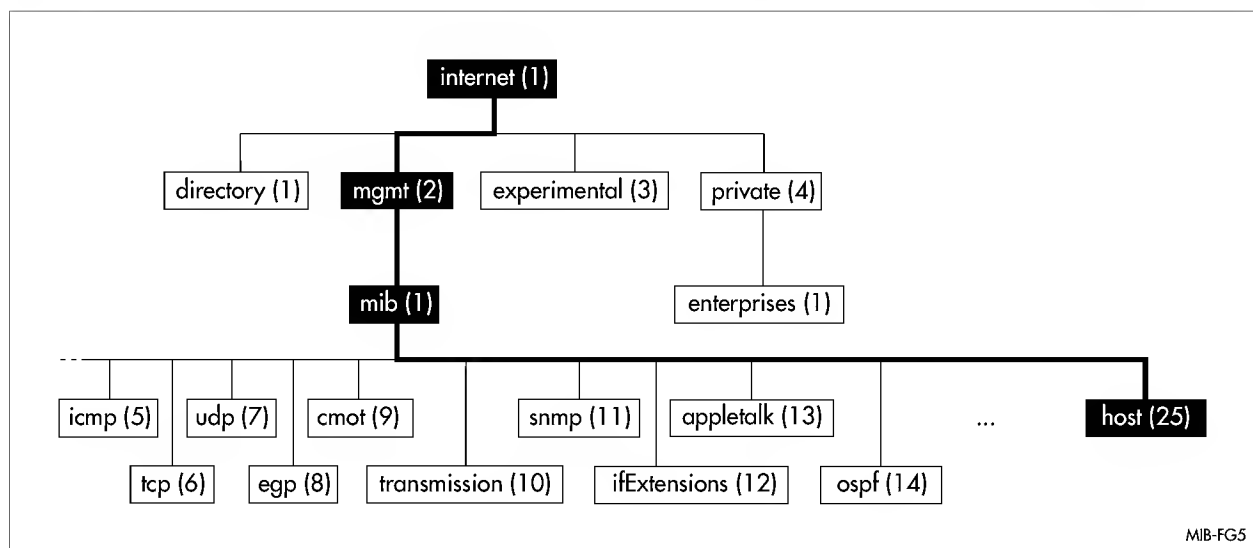 internet (1)
directory (1)
mgmt (2)
experimental (3)
private (4)
mib (1)
enterprises (1)
icmp (5)
udp (7)
cmot (9)
snmp (11)
appletalk (13)
...
host (25)
tcp (6)
egp (8)
transmission (10)
ifExtensions (12)
ospf (14)
MIB-FG5